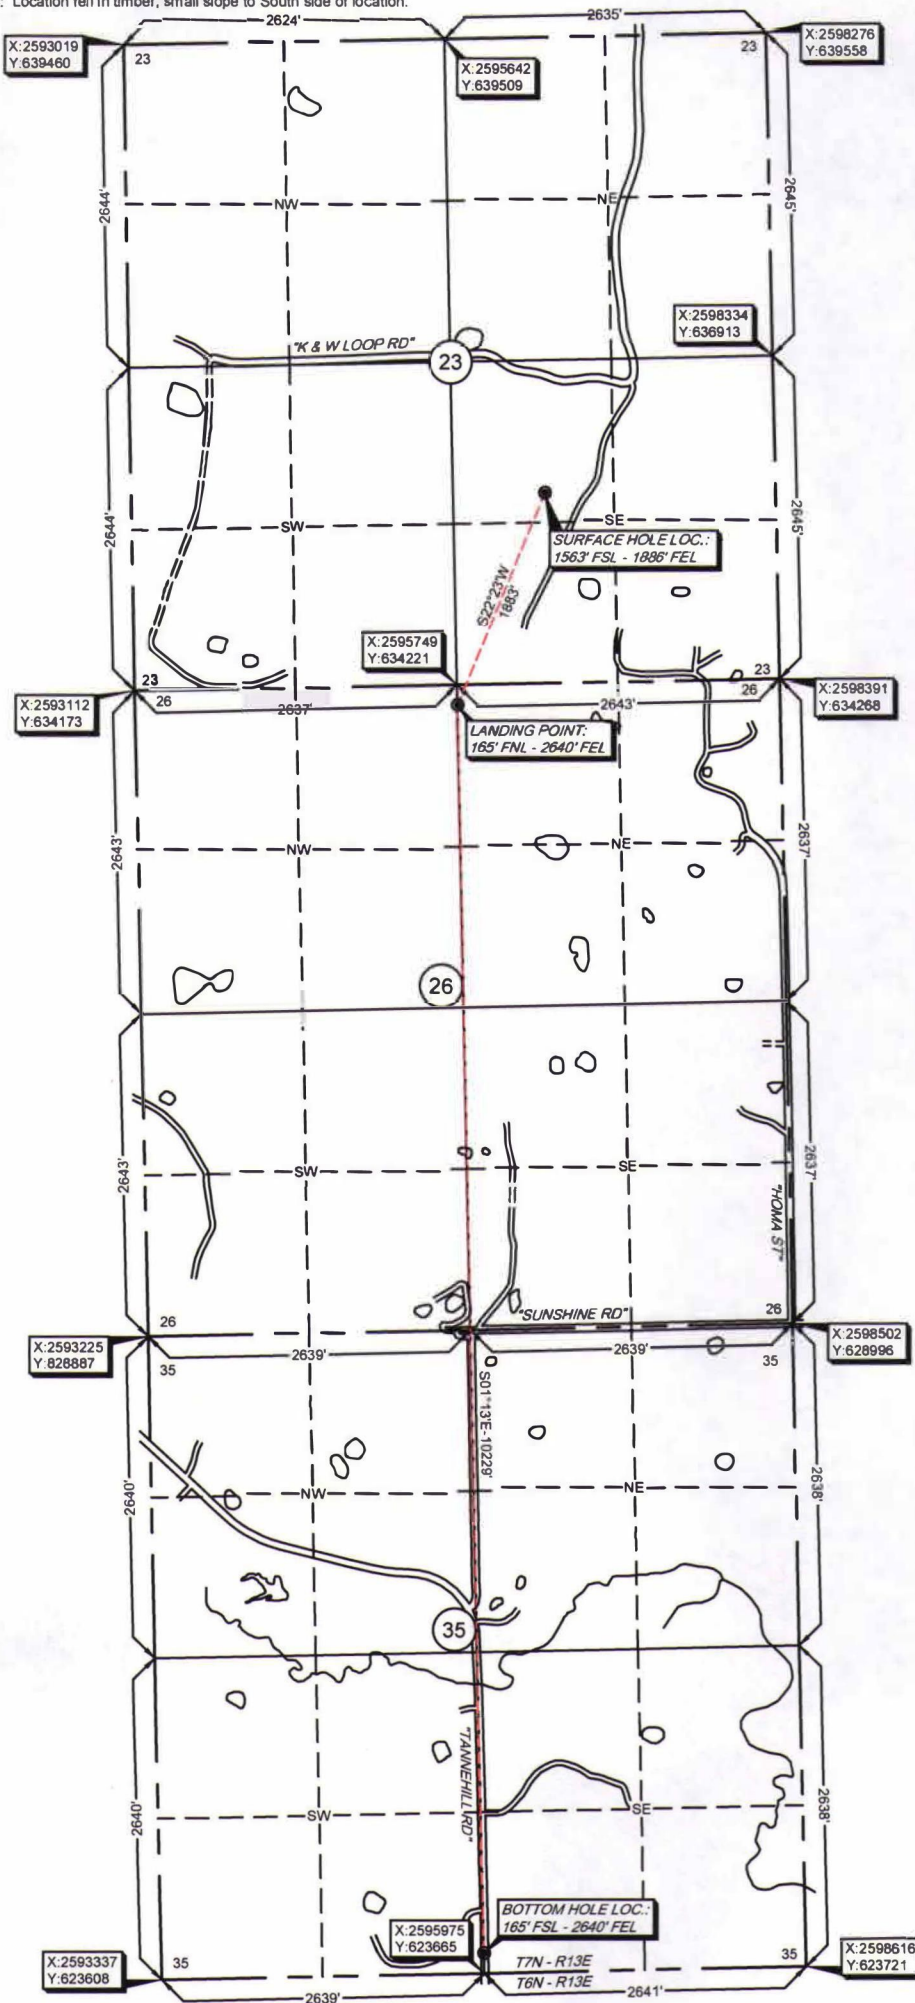 : Location fell in timber, small slope to South side of location.
2624'
2635'
X:2593019
Y:639460
23
X:2595642
Y:639509
23
X:2598276
Y:639558
2644'
NW
NE
2645'
X:2598334
Y:636913
"K & W LOOP RD"
23
2644'
SW
SE
2645'
SURFACE HOLE LOC.:
1563' FSL - 1886' FEL
S22°23'W
1883'
X:2595749
Y:634221
23
26
23
26
X:2593112
Y:634173
2637'
2643'
X:2598391
Y:634268
LANDING POINT:
165' FNL - 2640' FEL
2643'
NW
NE
2637'
26
2643'
SW
SE
2637'
"HOMA ST"
26
"SUNSHINE RD"
26
X:2593225
Y:828887
35
2639'
2639'
35
X:2598502
Y:628996
S01°13'E-10229'
2640'
NW
NE
2638'
35
"TANNEHILL RD"
2640'
SW
SE
2638'
BOTTOM HOLE LOC.:
165' FSL - 2640' FEL
X:2595975
Y:623665
X:2593337
Y:623608
35
T7N - R13E
T6N - R13E
35
X:2598616
Y:623721
2639'
2641'